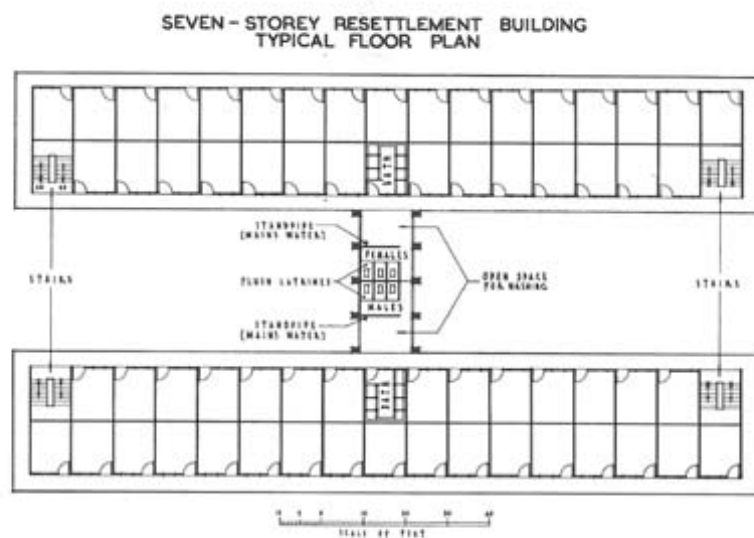 SEVEN-STOREY RESETTLEMENT BUILDING
TYPICAL FLOOR PLAN
BATH
STANDPIPE
(MAINS WATER)
FEMALES
STAIRS
FLUSH LATRINES
OPEN SPACE
FOR WASHING
STAIRS
MALES
STANDPIPE
(MAINS WATER)
BATH
SCALE OF FEET